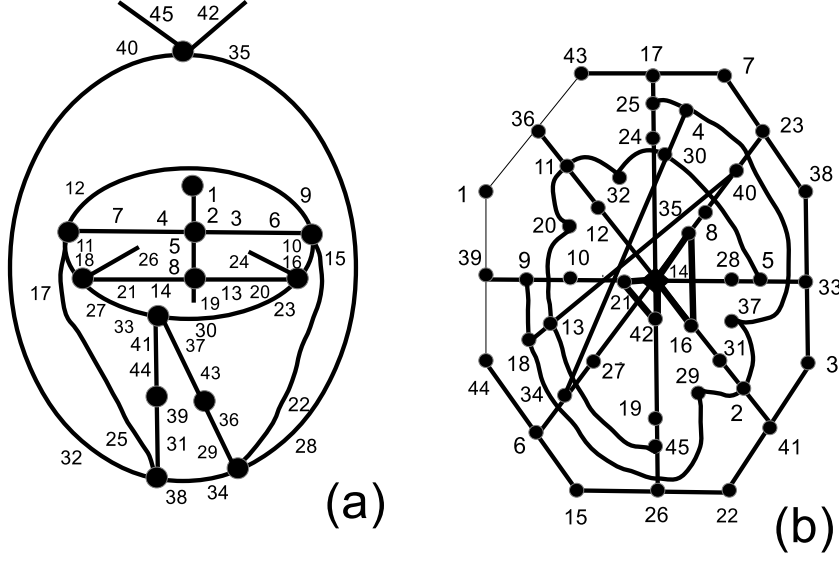 45 42
40 35
12 9
1
7 4 2 3 6
11 5 10 15
18 26 8 24 16
17 21 14 19 13 20
27 23
33 30
41 37
44 43
39 36
22
25 31 29 28
32
38 34
(a)
43 17 7
25
36 24 4 23
30
11 40 38
1 32
35
20 12 8
39 9 10 14 28 5 33
21
37
13 42 16
18 31 3
27
44 34 29 2
19
6 45 41
15 26 22
(b)